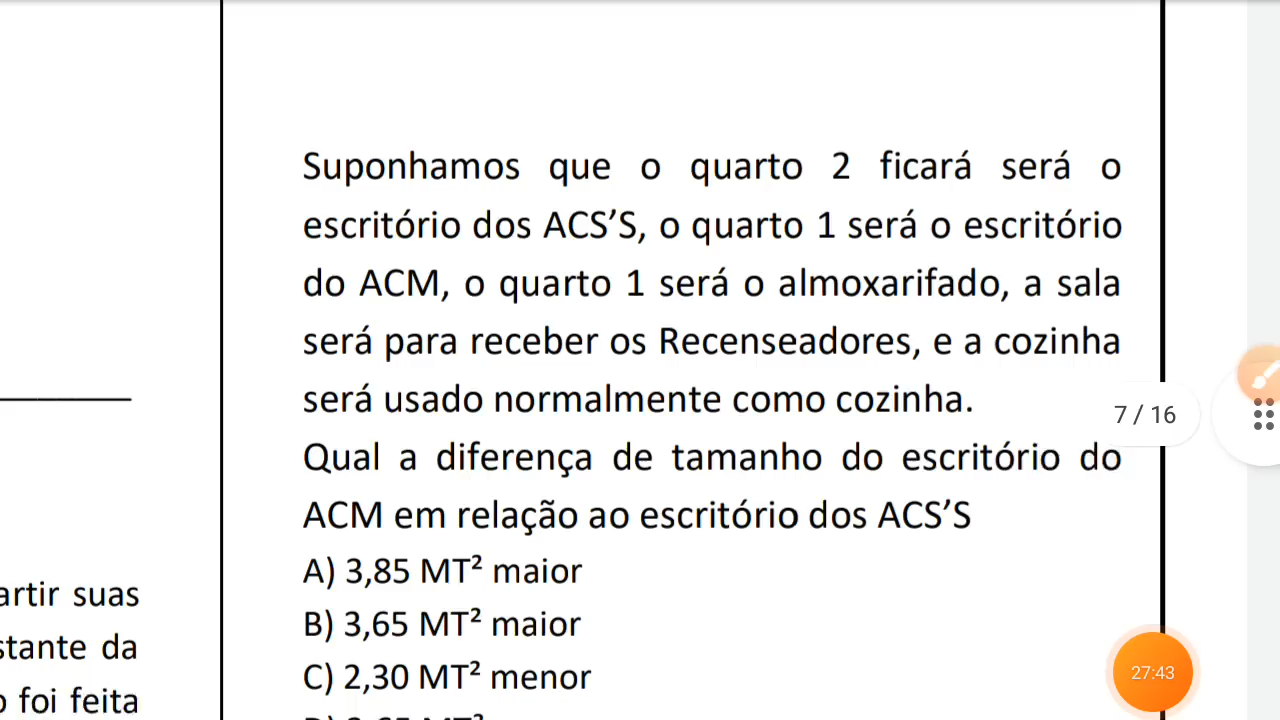 Suponhamos que o quarto 2 ficará será o
escritório dos ACS’S, o quarto 1 será o escritório
do ACM, o quarto 1 será o almoxarifado, a sala
será para receber os Recenseadores, e a cozinha
será usado normalmente como cozinha.
7 / 16
Qual a diferença de tamanho do escritório do
ACM em relação ao escritório dos ACS’S
A) 3,85 MT² maior
B) 3,65 MT² maior
C) 2,30 MT² menor
artir suas
stante da
foi feita
27:43